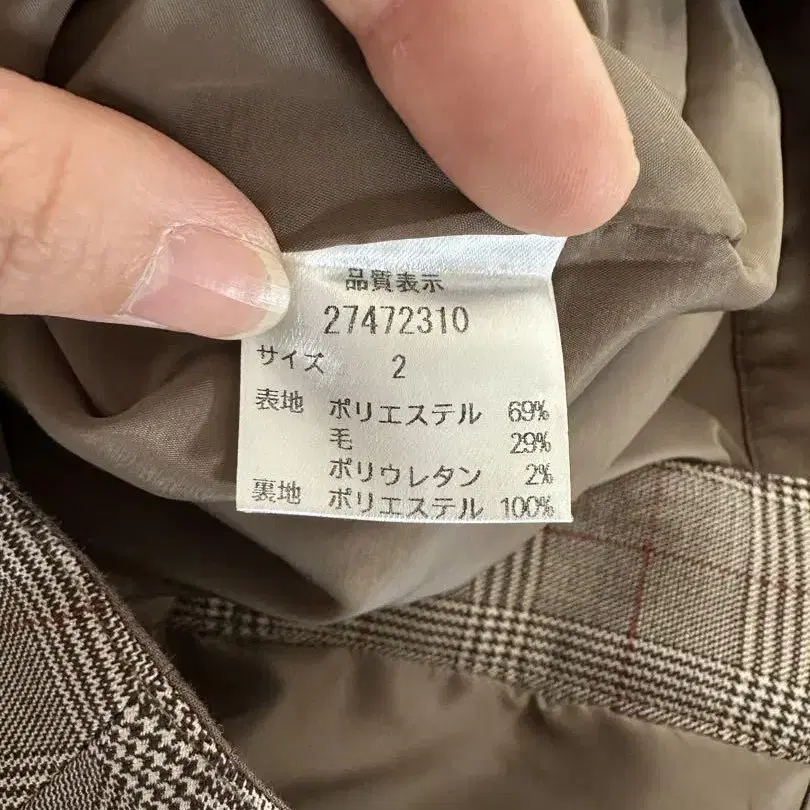 品質表示
27472310
サイズ 2
表地 ポリエステル 69%
毛 29%
ポリウレタン 2%
裏地 ポリエステル 100%